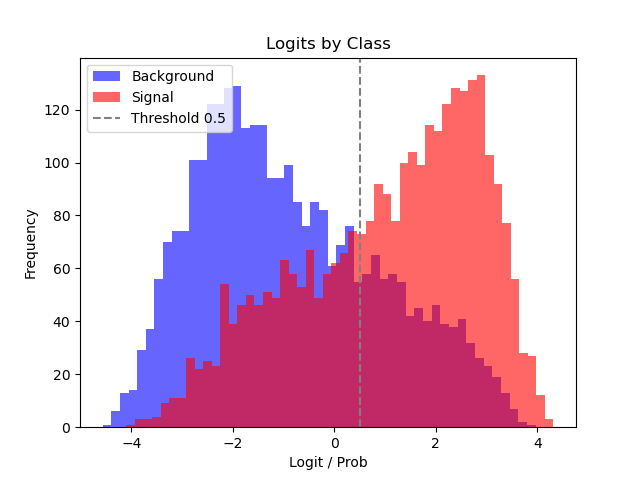 Logits by Class
Background
Signal
Threshold 0.5
Frequency
120
100
80
60
40
20
0
−4
−2
0
2
4
Logit / Prob